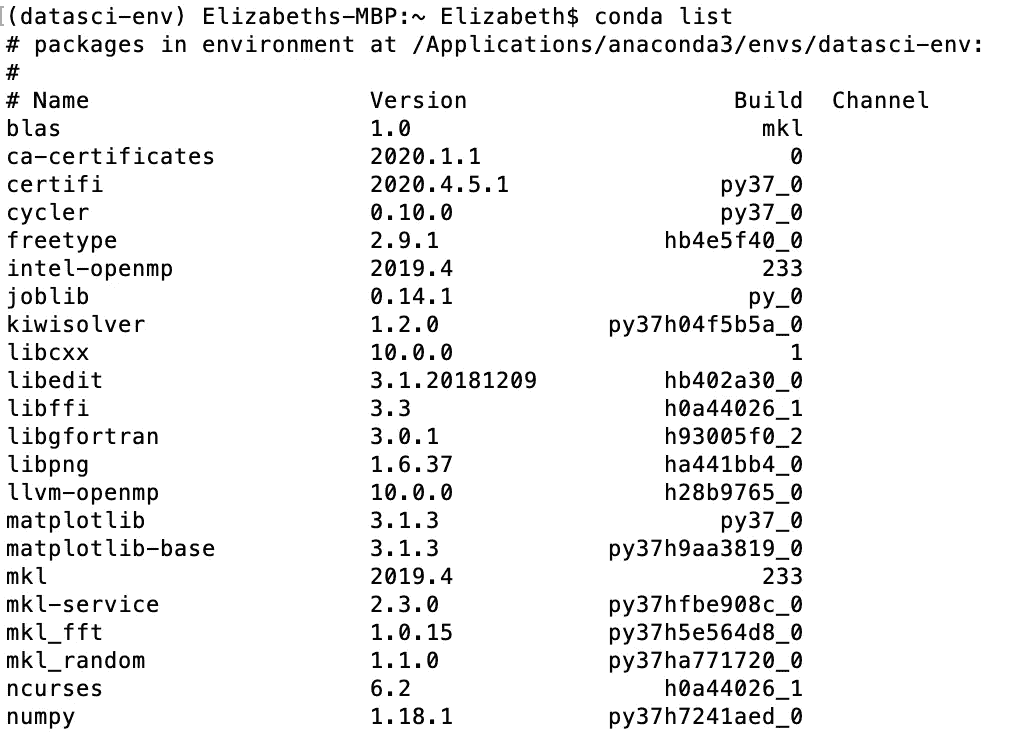 (datasci-env) Elizabeths-MBP:~ Elizabeth$ conda list
# packages in environment at /Applications/anaconda3/envs/datasci-env:
#
# Name                    Version                   Build  Channel
blas                      1.0                         mkl
ca-certificates           2020.1.1                      0
certifi                   2020.4.5.1               py37_0
cycler                    0.10.0                   py37_0
freetype                  2.9.1                hb4e5f40_0
intel-openmp              2019.4                      233
joblib                    0.14.1                     py_0
kiwisolver                1.2.0            py37h04f5b5a_0
libcxx                    10.0.0                        1
libedit                   3.1.20181209         hb402a30_0
libffi                    3.3                  h0a44026_1
libgfortran               3.0.1                h93005f0_2
libpng                    1.6.37               ha441bb4_0
llvm-openmp               10.0.0               h28b9765_0
matplotlib                3.1.3                    py37_0
matplotlib-base           3.1.3            py37h9aa3819_0
mkl                       2019.4                      233
mkl-service               2.3.0            py37hfbe908c_0
mkl_fft                   1.0.15           py37h5e564d8_0
mkl_random                1.1.0            py37ha771720_0
ncurses                   6.2                  h0a44026_1
numpy                     1.18.1           py37h7241aed_0